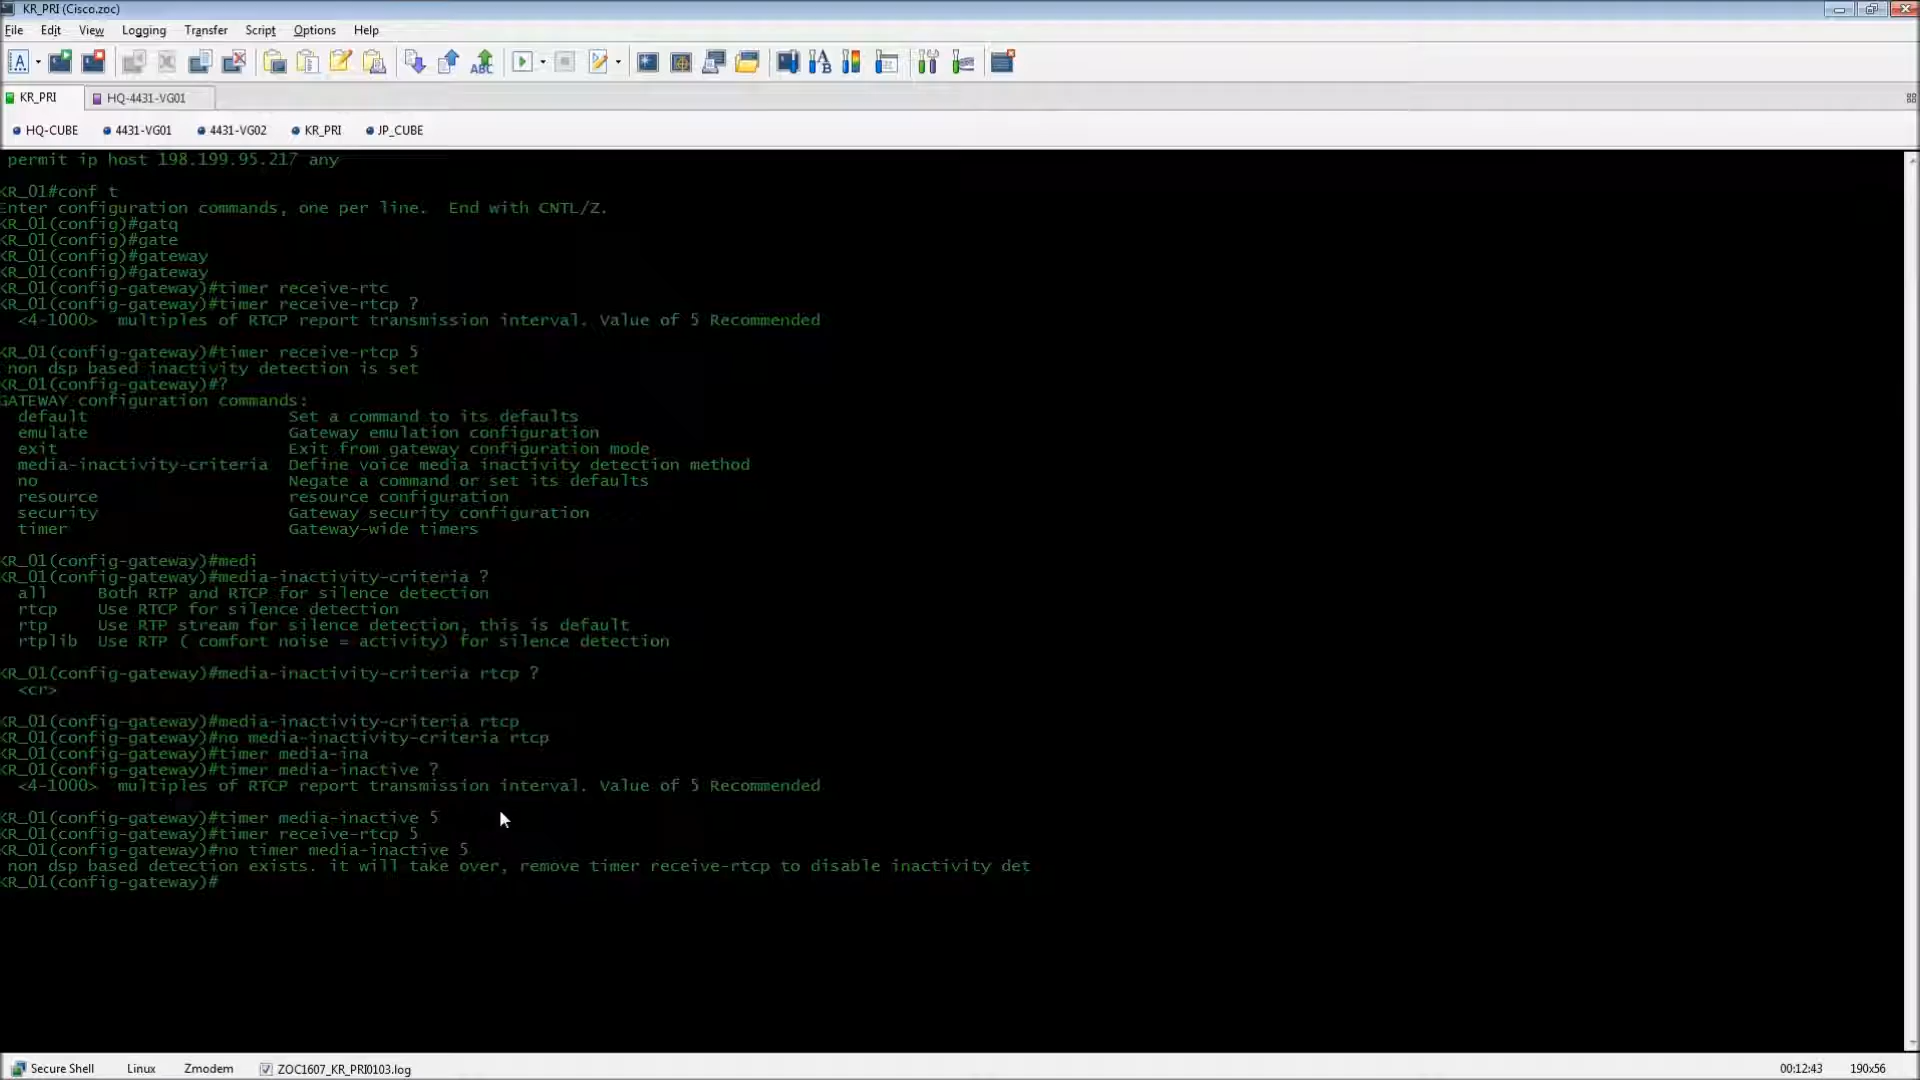 KR_PRI (Cisco.zoc)
File Edit View Logging Transfer Script Options Help
KR_PRI HQ-4431-VG01
HQ-CUBE 4431-VG01 4431-VG02 KR_PRI JP_CUBE
permit ip host 198.199.95.217 any
KR_01#conf t
Enter configuration commands, one per line.  End with CNTL/Z.
KR_01(config)#gatq
KR_01(config)#gate
KR_01(config)#gateway
KR_01(config)#gateway
KR_01(config-gateway)#timer receive-rtc
KR_01(config-gateway)#timer receive-rtcp ?
<4-1000>  multiples of RTCP report transmission interval. Value of 5 Recommended
KR_01(config-gateway)#timer receive-rtcp 5
non dsp based inactivity detection is set
KR_01(config-gateway)#?
GATEWAY configuration commands:
default Set a command to its defaults
emulate Gateway emulation configuration
exit Exit from gateway configuration mode
media-inactivity-criteria Define voice media inactivity detection method
no Negate a command or set its defaults
resource resource configuration
security Gateway security configuration
timer Gateway-wide timers
KR_01(config-gateway)#medi
KR_01(config-gateway)#media-inactivity-criteria ?
all Both RTP and RTCP for silence detection
rtcp Use RTCP for silence detection
rtp Use RTP stream for silence detection, this is default
rtplib Use RTP ( comfort noise = activity) for silence detection
KR_01(config-gateway)#media-inactivity-criteria rtcp ?
<cr>
KR_01(config-gateway)#media-inactivity-criteria rtcp
KR_01(config-gateway)#no media-inactivity-criteria rtcp
KR_01(config-gateway)#timer media-ina
KR_01(config-gateway)#timer media-inactive ?
<4-1000>  multiples of RTCP report transmission interval. Value of 5 Recommended
KR_01(config-gateway)#timer media-inactive 5
KR_01(config-gateway)#timer receive-rtcp 5
KR_01(config-gateway)#no timer media-inactive 5
non dsp based detection exists. it will take over, remove timer receive-rtcp to disable inactivity det
KR_01(config-gateway)#
Secure Shell Linux Zmodem ZOC1607_KR_PRI0103.log 00:12:43 190x56